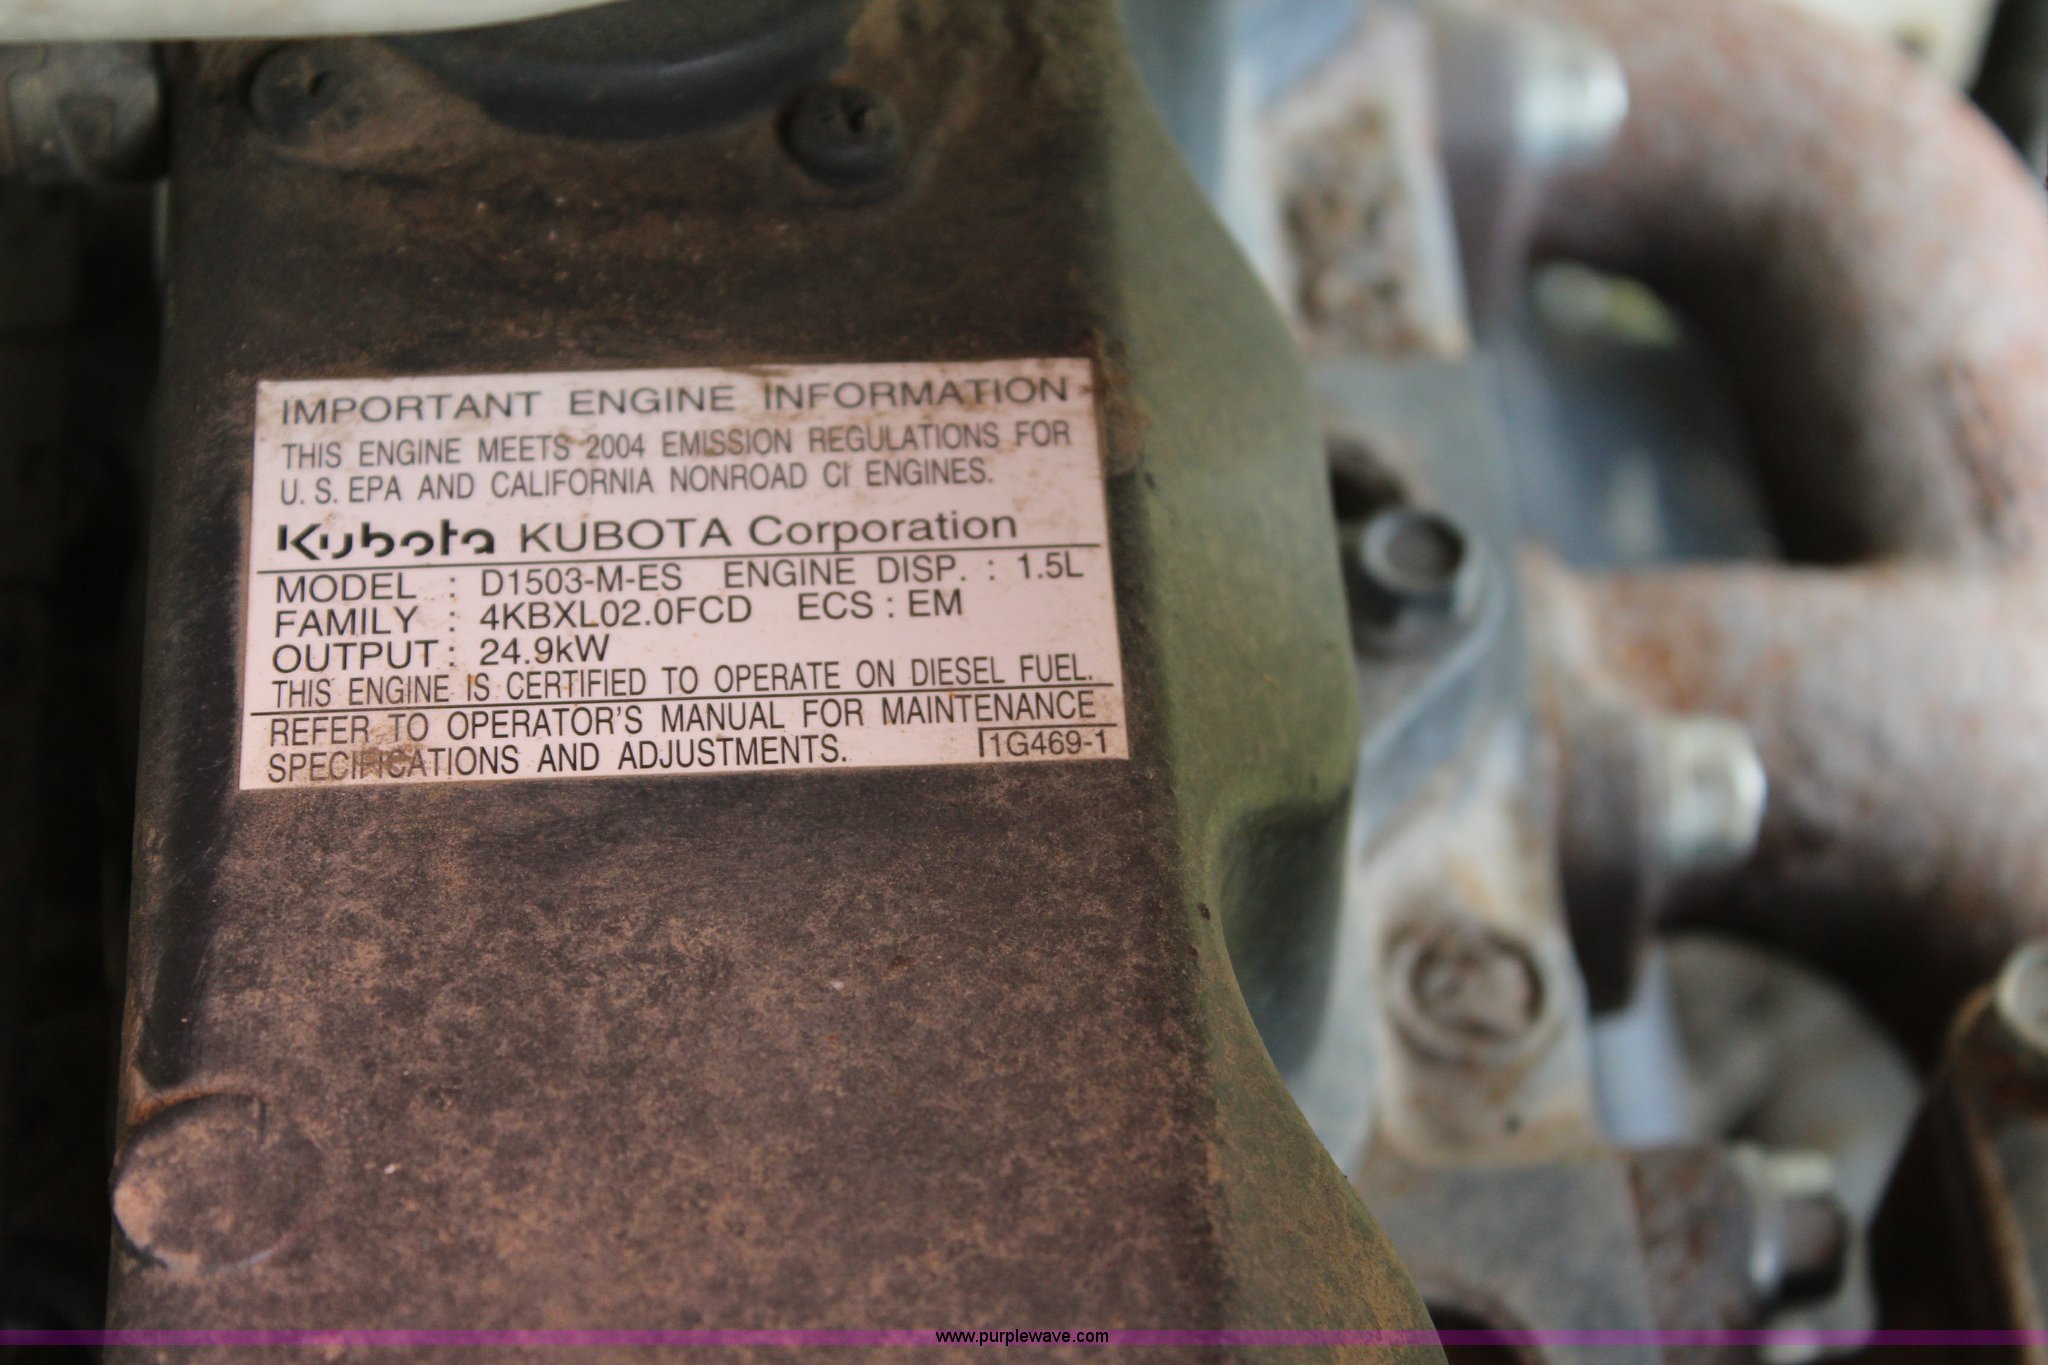 IMPORTANT ENGINE INFORMATION
THIS ENGINE MEETS 2004 EMISSION REGULATIONS FOR
U. S. EPA AND CALIFORNIA NONROAD CI ENGINES.
Kubota KUBOTA Corporation
MODEL : D1503-M-ES ENGINE DISP. : 1.5L
FAMILY : 4KBXL02.0FCD ECS : EM
OUTPUT : 24.9kW
THIS ENGINE IS CERTIFIED TO OPERATE ON DIESEL FUEL.
REFER TO OPERATOR'S MANUAL FOR MAINTENANCE
SPECIFICATIONS AND ADJUSTMENTS. 1G469-1
www.purplewave.com